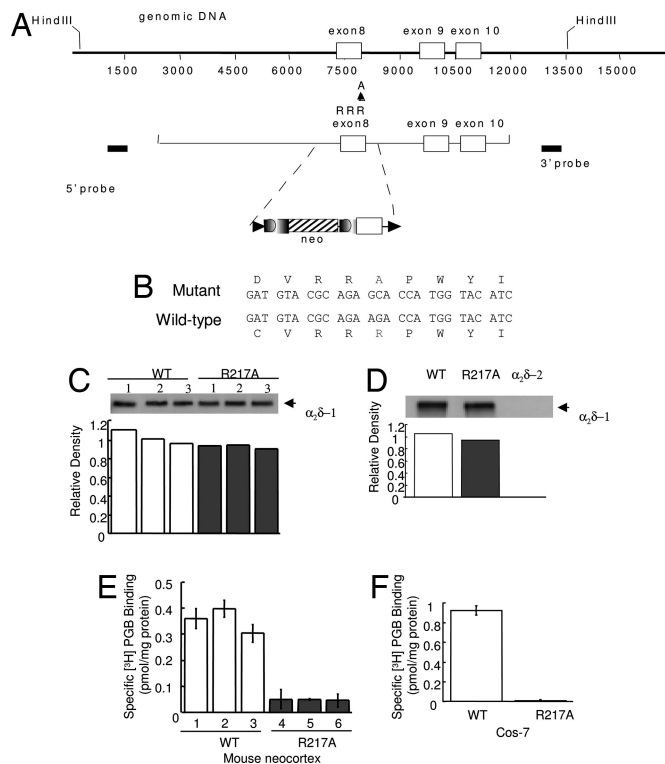 A
HindIII
genomic DNA
exon8
exon 9
exon 10
HindIII
1500 3000 4500 6000 7500 9000 10500 12000 13500 15000
A
RRR
exon8
exon 9
exon 10
5' probe
3' probe
neo
B
D V R R A P W Y I
Mutant GAT GTA CGC AGA GCA CCA TGG TAC ATC
Wild-type GAT GTA CGC AGA AGA CCA TGG TAC ATC
C V R R R P W Y I
C
WT R217A
1 2 3 1 2 3
α2δ–1
Relative Density
1.2
1
0.8
0.6
0.4
0.2
0
D
WT R217A α2δ–2
α2δ–1
Relative Density
1.2
1
0.8
0.6
0.4
0.2
0
E
Specific [³H] PGB Binding
(pmol/mg protein)
0.5
0.4
0.3
0.2
0.1
0
1 2 3 4 5 6
WT R217A
Mouse neocortex
F
Specific [³H] PGB Binding
(pmol/mg protein)
1
0.8
0.6
0.4
0.2
0
WT R217A
Cos-7